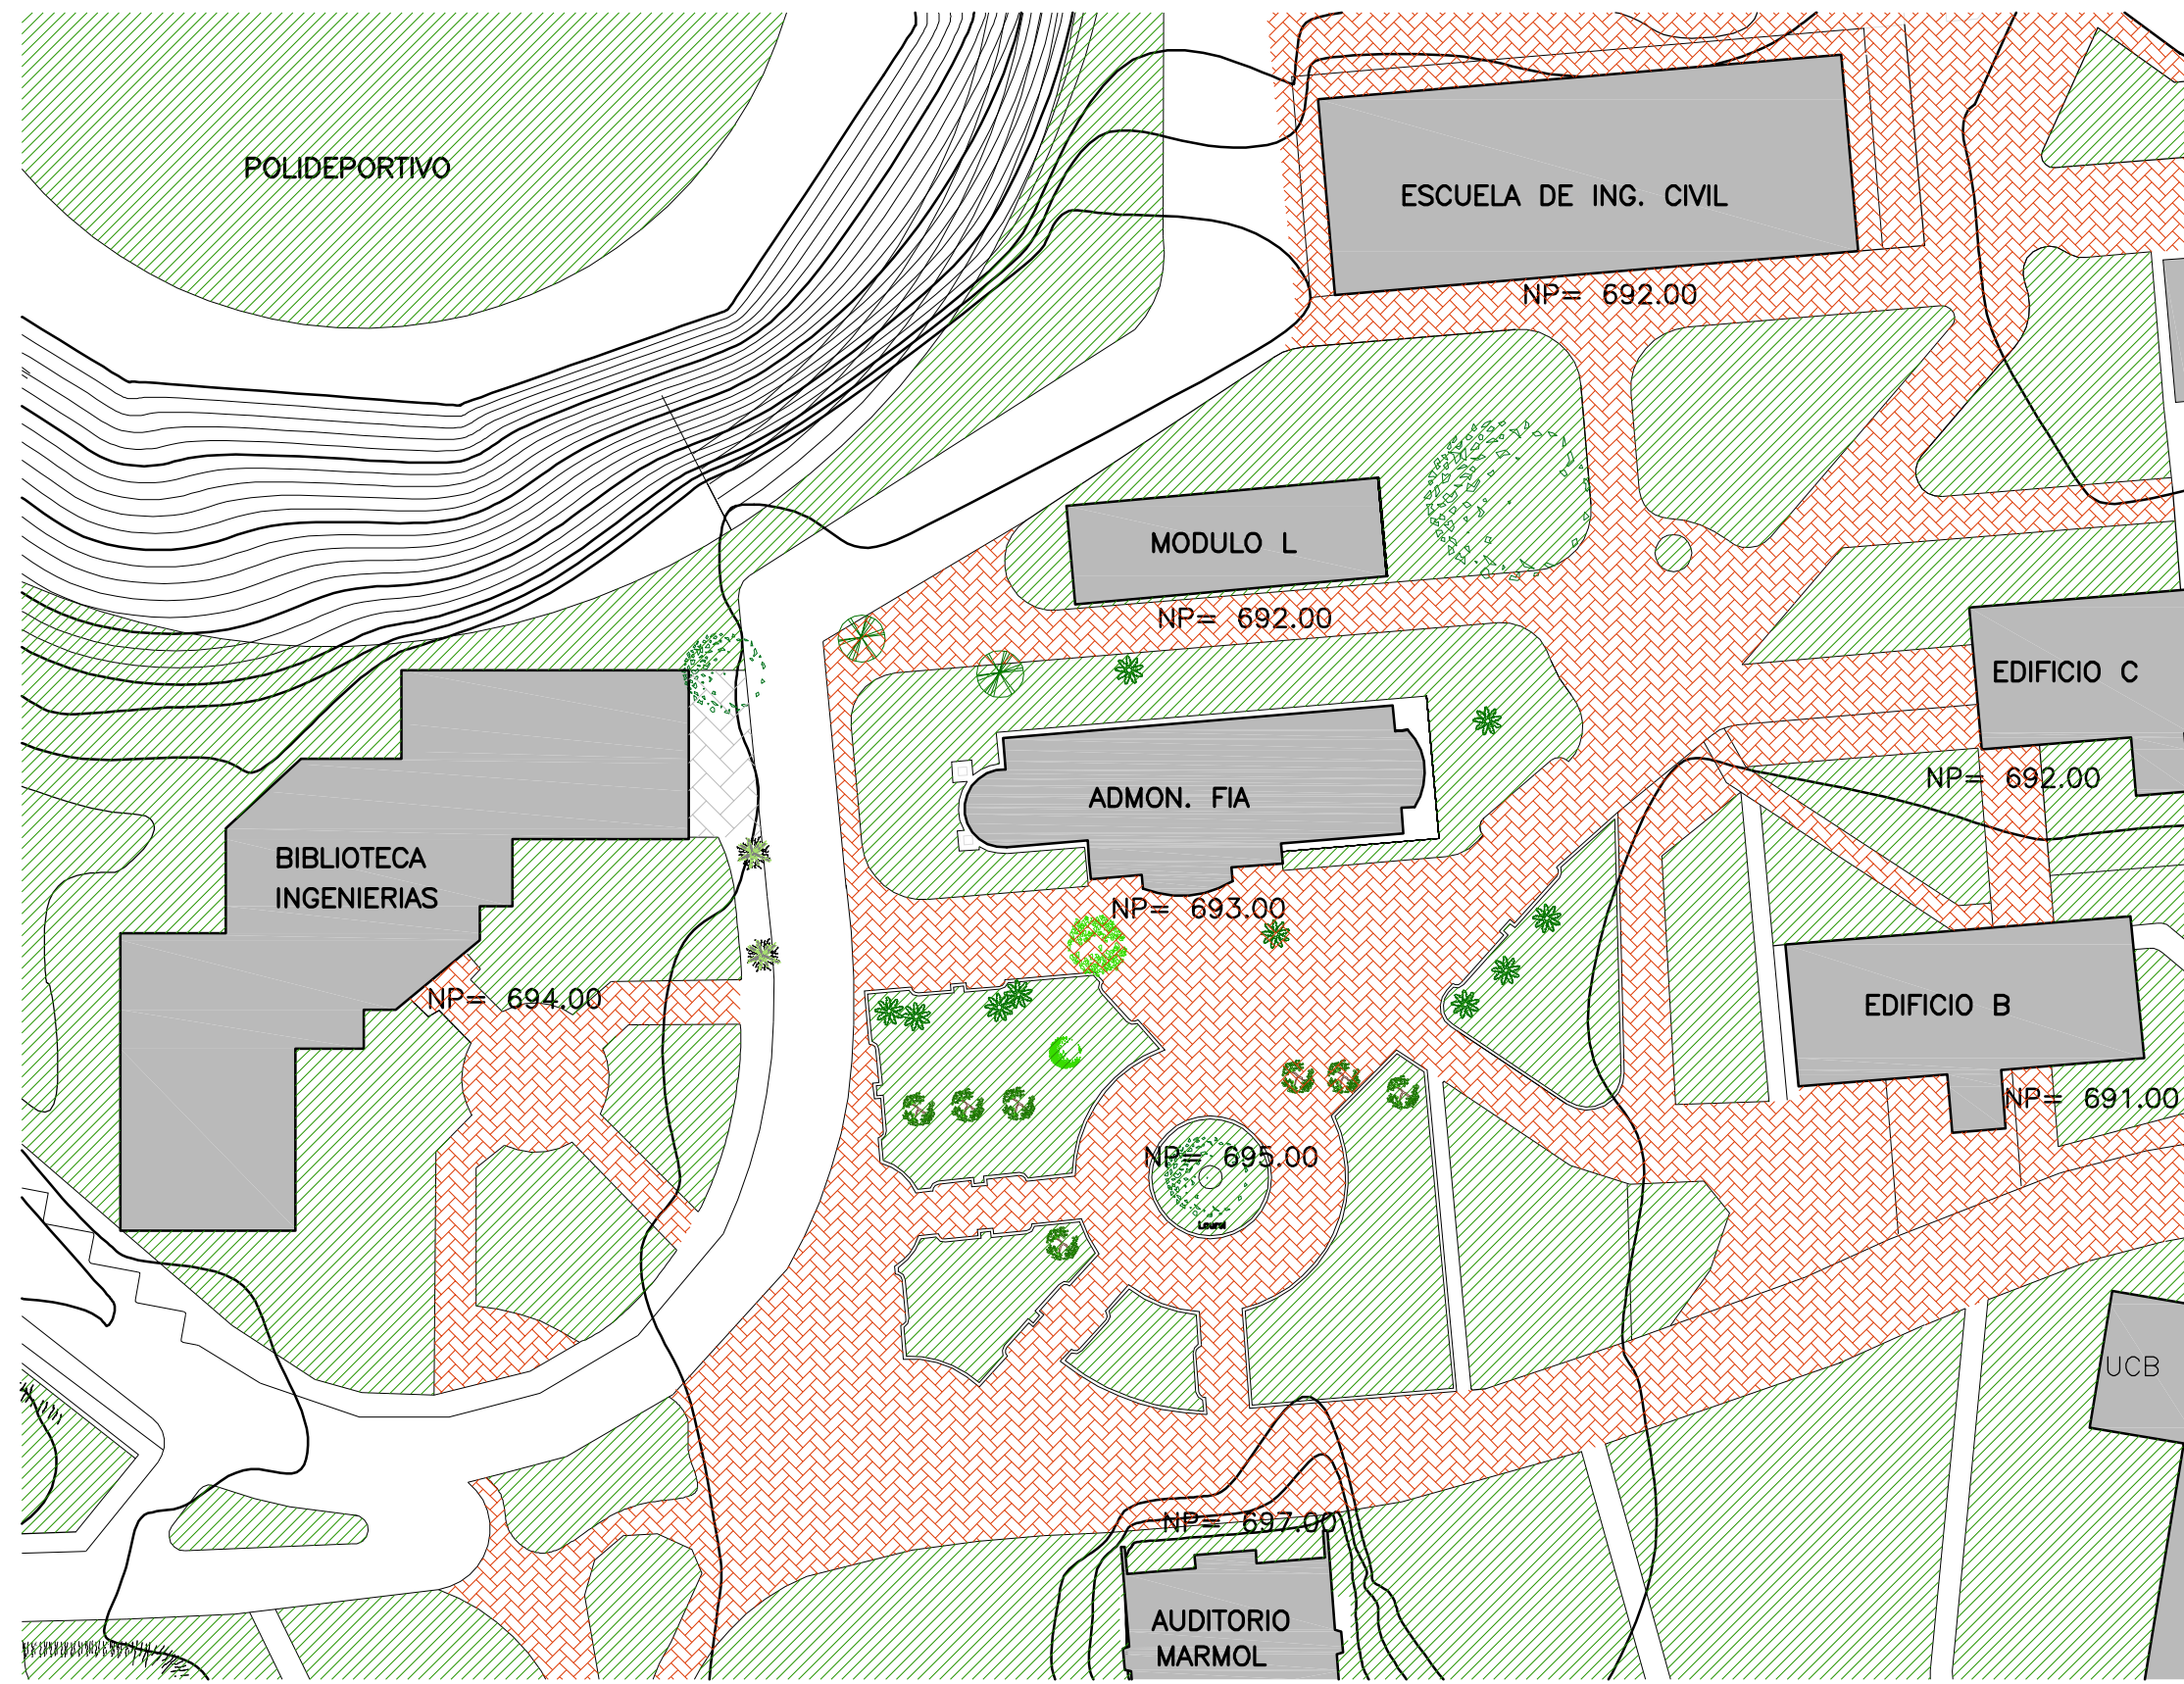 POLIDEPORTIVO
ESCUELA DE ING. CIVIL
NP= 692.00
MODULO L
NP= 692.00
EDIFICIO C
NP= 692.00
ADMON. FIA
NP= 693.00
BIBLIOTECA
INGENIERIAS
NP= 694.00
EDIFICIO B
NP= 691.00
NP= 695.00
Laurel
UCB
NP= 697.00
AUDITORIO
MARMOL